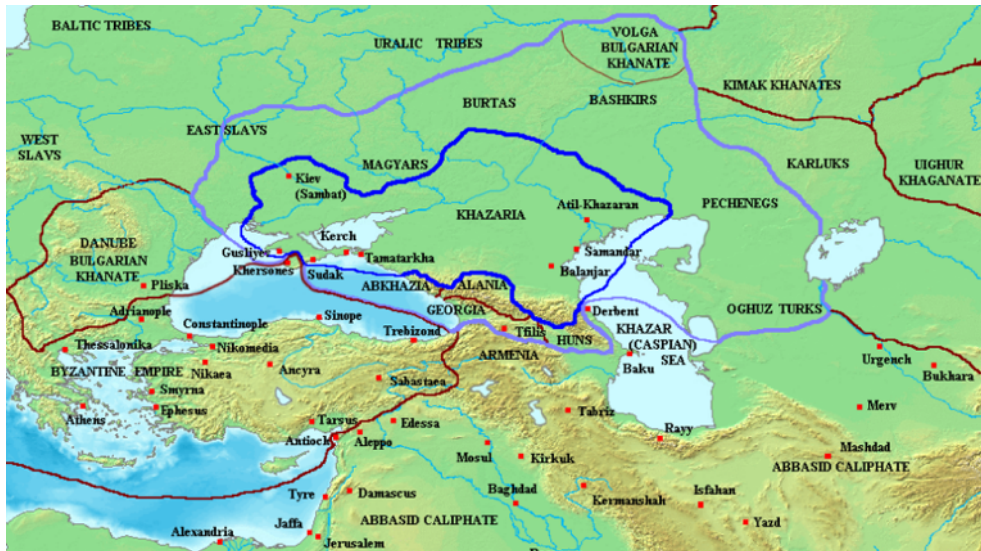 BALTIC TRIBES
URALIC TRIBES
VOLGA
BULGARIAN
KHANATE
KIMAK KHANATES
BURTAS
BASHKIRS
EAST SLAVS
WEST
SLAVS
MAGYARS
KARLUKS
UIGHUR
KHAGANATE
Kiev
(Sambat)
PECHENEGS
KHAZARIA
Atil-Khazaran
DANUBE
BULGARIAN
KHANATE
Kerch
Gusliyev
Tamatarkha
Samandar
Khersones
Sudak
Balanjar
Pliska
ABKHAZIA
ALANIA
Adrianople
GEORGIA
Derbent
OGHUZ TURKS
Sinope
Constantinople
Trebizond
Tfilis
HUNS
KHAZAR
(CASPIAN)
SEA
Thessalonika
Nikomedia
ARMENIA
Baku
Urgench
Bukhara
BYZANTINE EMPIRE
Nikaea
Ancyra
Sabastaea
Smyrna
Athens
Ephesus
Tarsus
Edessa
Tabriz
Merv
Antioch
Aleppo
Rayy
Mosul
Kirkuk
Mashdad
ABBASID CALIPHATE
Tyre
Damascus
Baghdad
Kermanshah
Isfahan
ABBASID CALIPHATE
Yazd
Alexandria
Jaffa
Jerusalem